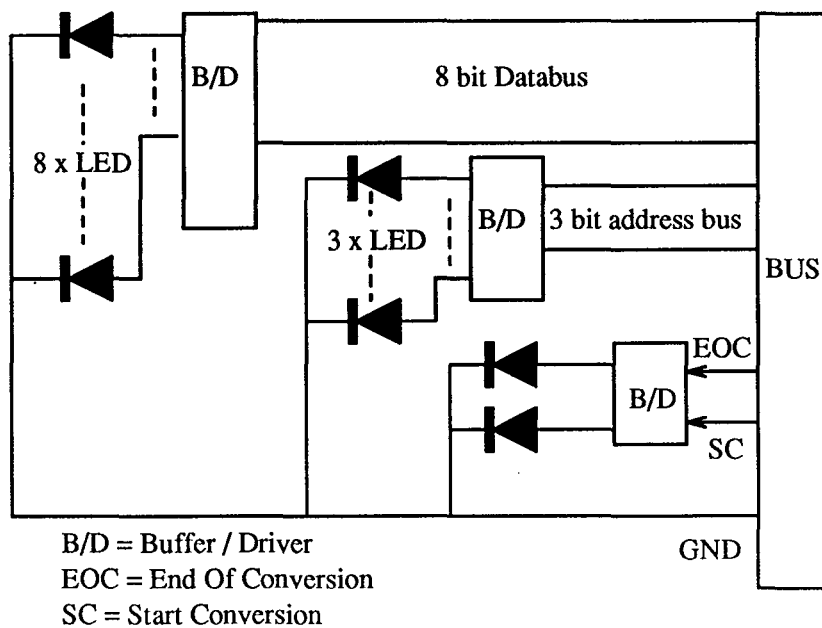 B/D
8 bit Databus
8 x LED
B/D
3 bit address bus
3 x LED
BUS
EOC
B/D
SC
GND
B/D = Buffer / Driver
EOC = End Of Conversion
SC = Start Conversion